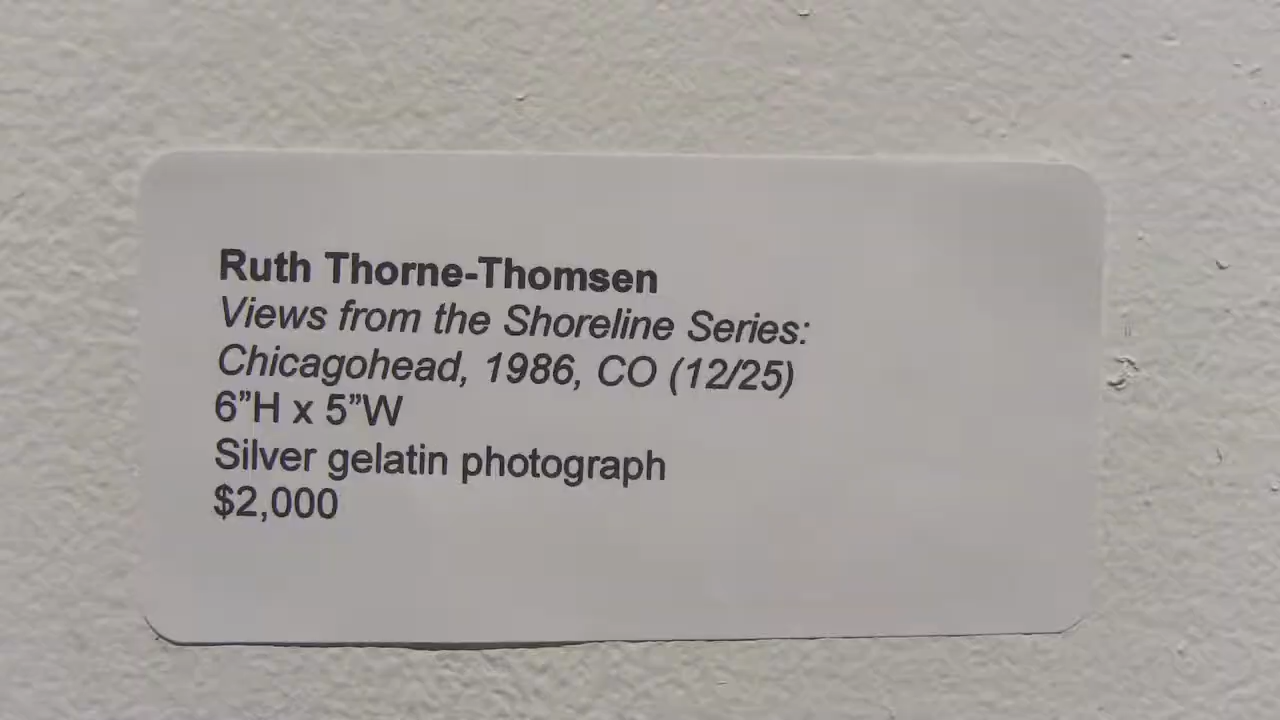 Ruth Thorne-Thomsen
Views from the Shoreline Series:
Chicagohead, 1986, CO (12/25)
6”H x 5”W
Silver gelatin photograph
$2,000